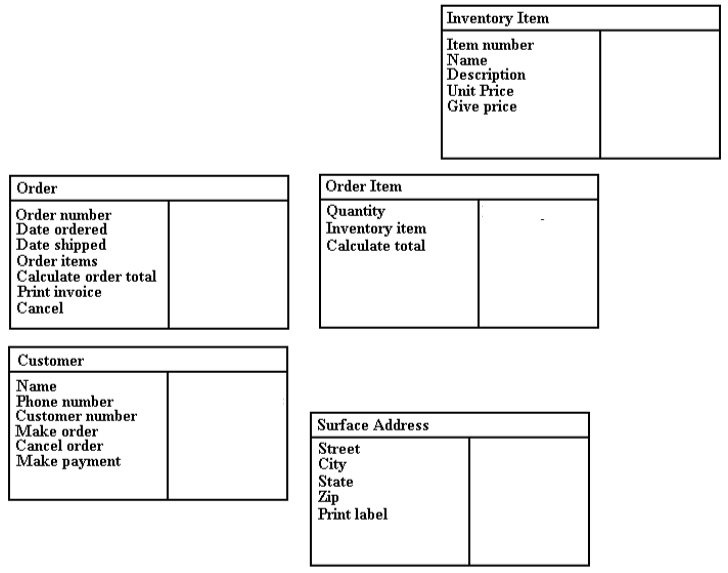 Inventory Item
Item number
Name
Description
Unit Price
Give price
Order
Order number
Date ordered
Date shipped
Order items
Calculate order total
Print invoice
Cancel
Order Item
Quantity
Inventory item
Calculate total
Customer
Name
Phone number
Customer number
Make order
Cancel order
Make payment
Surface Address
Street
City
State
Zip
Print label